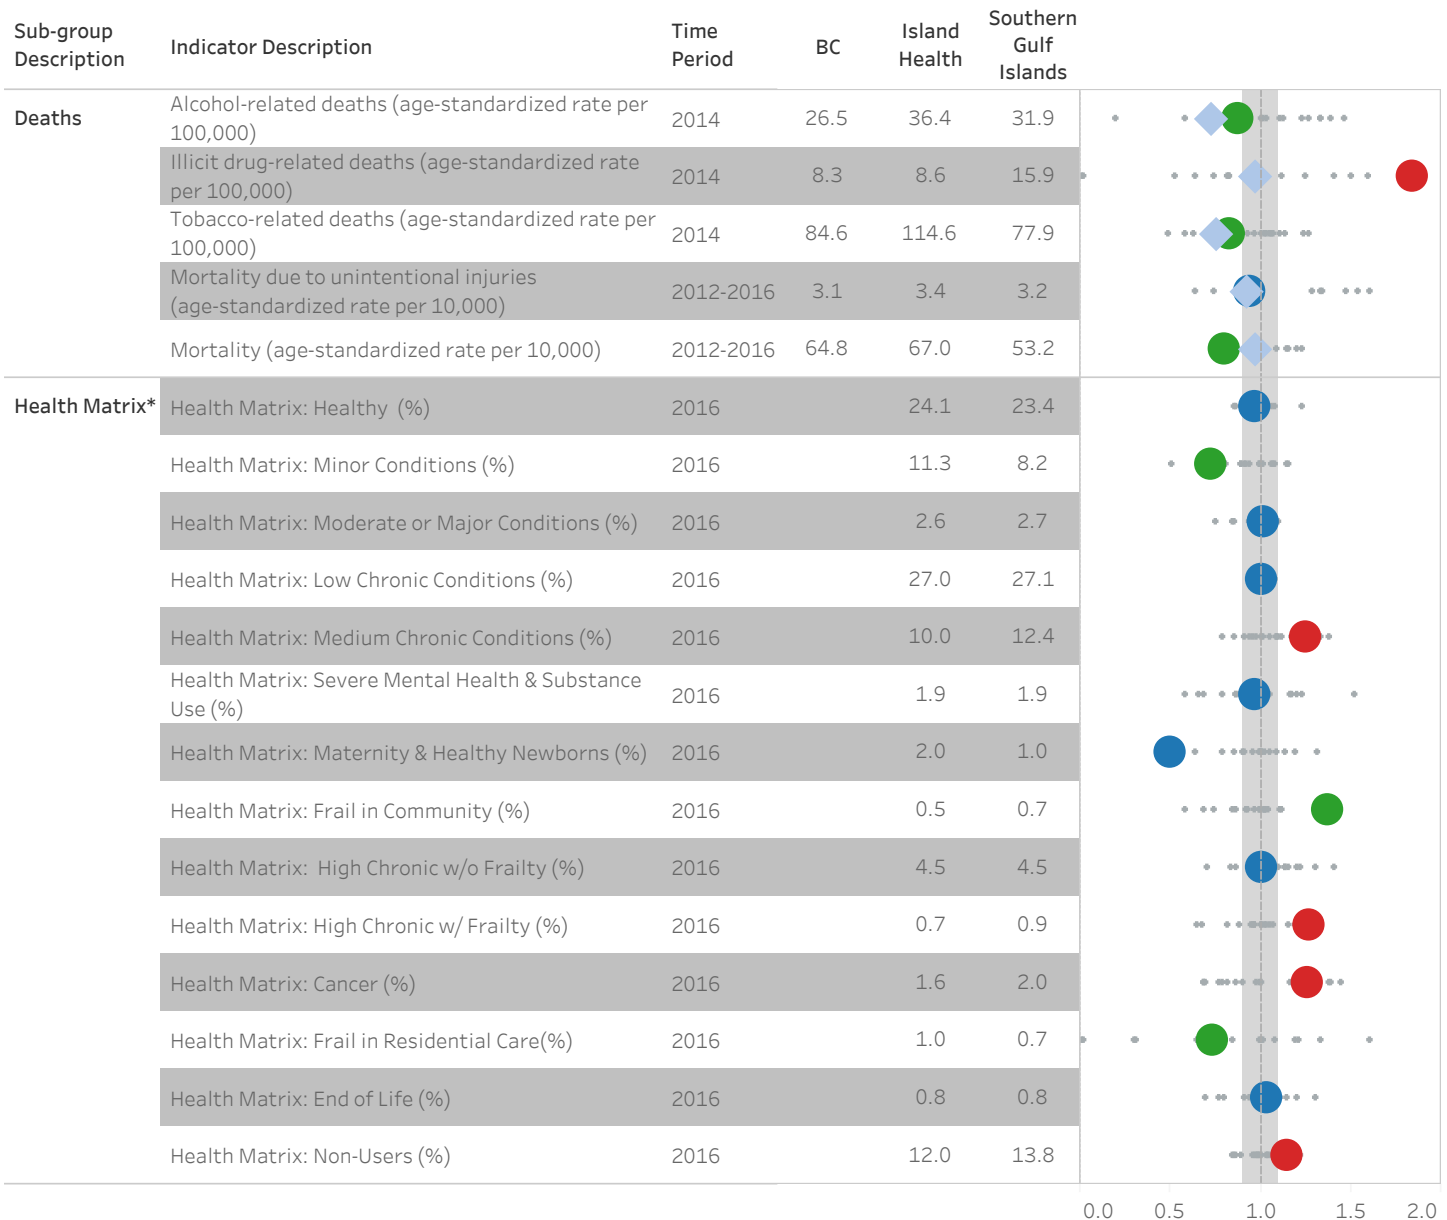 Sub-group Description Indicator Description Time Period BC Island Health Southern Gulf Islands
Deaths Alcohol-related deaths (age-standardized rate per 100,000) 2014 26.5 36.4 31.9
Illicit drug-related deaths (age-standardized rate per 100,000) 2014 8.3 8.6 15.9
Tobacco-related deaths (age-standardized rate per 100,000) 2014 84.6 114.6 77.9
Mortality due to unintentional injuries (age-standardized rate per 10,000) 2012-2016 3.1 3.4 3.2
Mortality (age-standardized rate per 10,000) 2012-2016 64.8 67.0 53.2
Health Matrix* Health Matrix: Healthy (%) 2016 24.1 23.4
Health Matrix: Minor Conditions (%) 2016 11.3 8.2
Health Matrix: Moderate or Major Conditions (%) 2016 2.6 2.7
Health Matrix: Low Chronic Conditions (%) 2016 27.0 27.1
Health Matrix: Medium Chronic Conditions (%) 2016 10.0 12.4
Health Matrix: Severe Mental Health & Substance Use (%) 2016 1.9 1.9
Health Matrix: Maternity & Healthy Newborns (%) 2016 2.0 1.0
Health Matrix: Frail in Community (%) 2016 0.5 0.7
Health Matrix: High Chronic w/o Frailty (%) 2016 4.5 4.5
Health Matrix: High Chronic w/ Frailty (%) 2016 0.7 0.9
Health Matrix: Cancer (%) 2016 1.6 2.0
Health Matrix: Frail in Residential Care(%) 2016 1.0 0.7
Health Matrix: End of Life (%) 2016 0.8 0.8
Health Matrix: Non-Users (%) 2016 12.0 13.8
0.0 0.5 1.0 1.5 2.0